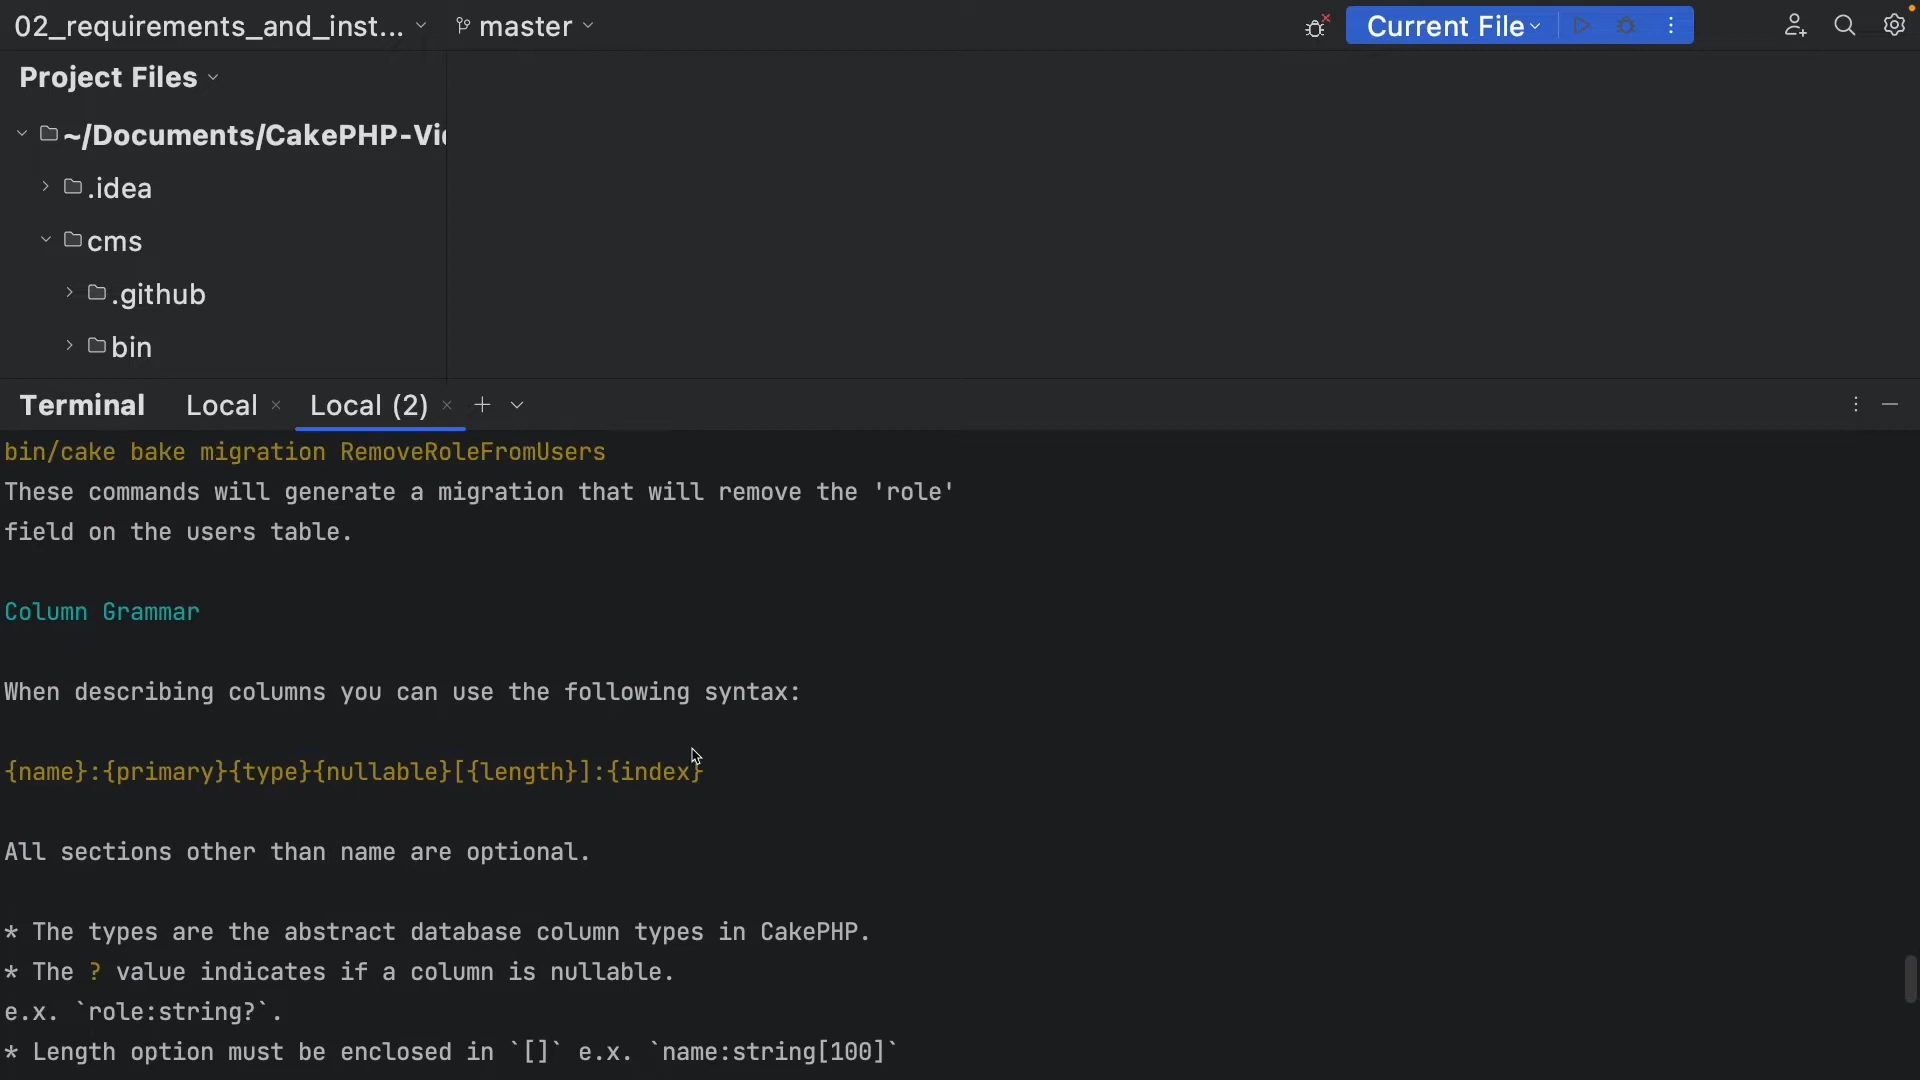 02_requirements_and_inst...
master
Current File
Project Files
~/Documents/CakePHP-Vi
.idea
cms
.github
bin
Terminal
Local
Local (2)
bin/cake bake migration RemoveRoleFromUsers
These commands will generate a migration that will remove the 'role'
field on the users table.
Column Grammar
When describing columns you can use the following syntax:
{name}:{primary}{type}{nullable}[{length}]:{index}
All sections other than name are optional.
* The types are the abstract database column types in CakePHP.
* The ? value indicates if a column is nullable.
e.x. `role:string?`.
* Length option must be enclosed in `[]` e.x. `name:string[100]`